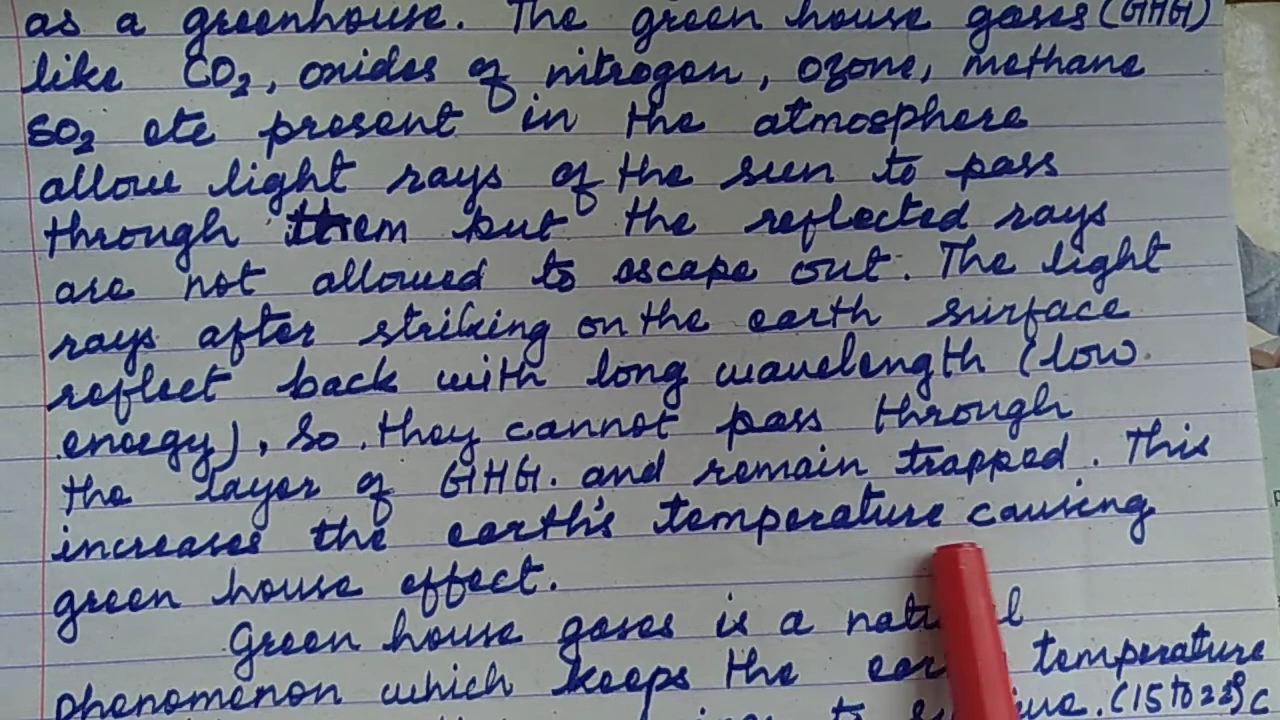 as a greenhouse. The green house gases (GHG)
like CO2, oxides of nitrogen, ozone, methane
SO2 etc present in the atmosphere
allow light rays of the sun to pass
through them but the reflected rays
are not allowed to escape out. The light
rays after striking on the earth surface
reflect back with long wavelength (low
energy), So, they cannot pass through
the layer of GHG. and remain trapped. This
increases the earth's temperature causing
green house effect.
Green house gases is a
phenomenon which keeps the temperature
to (15 to 22°C